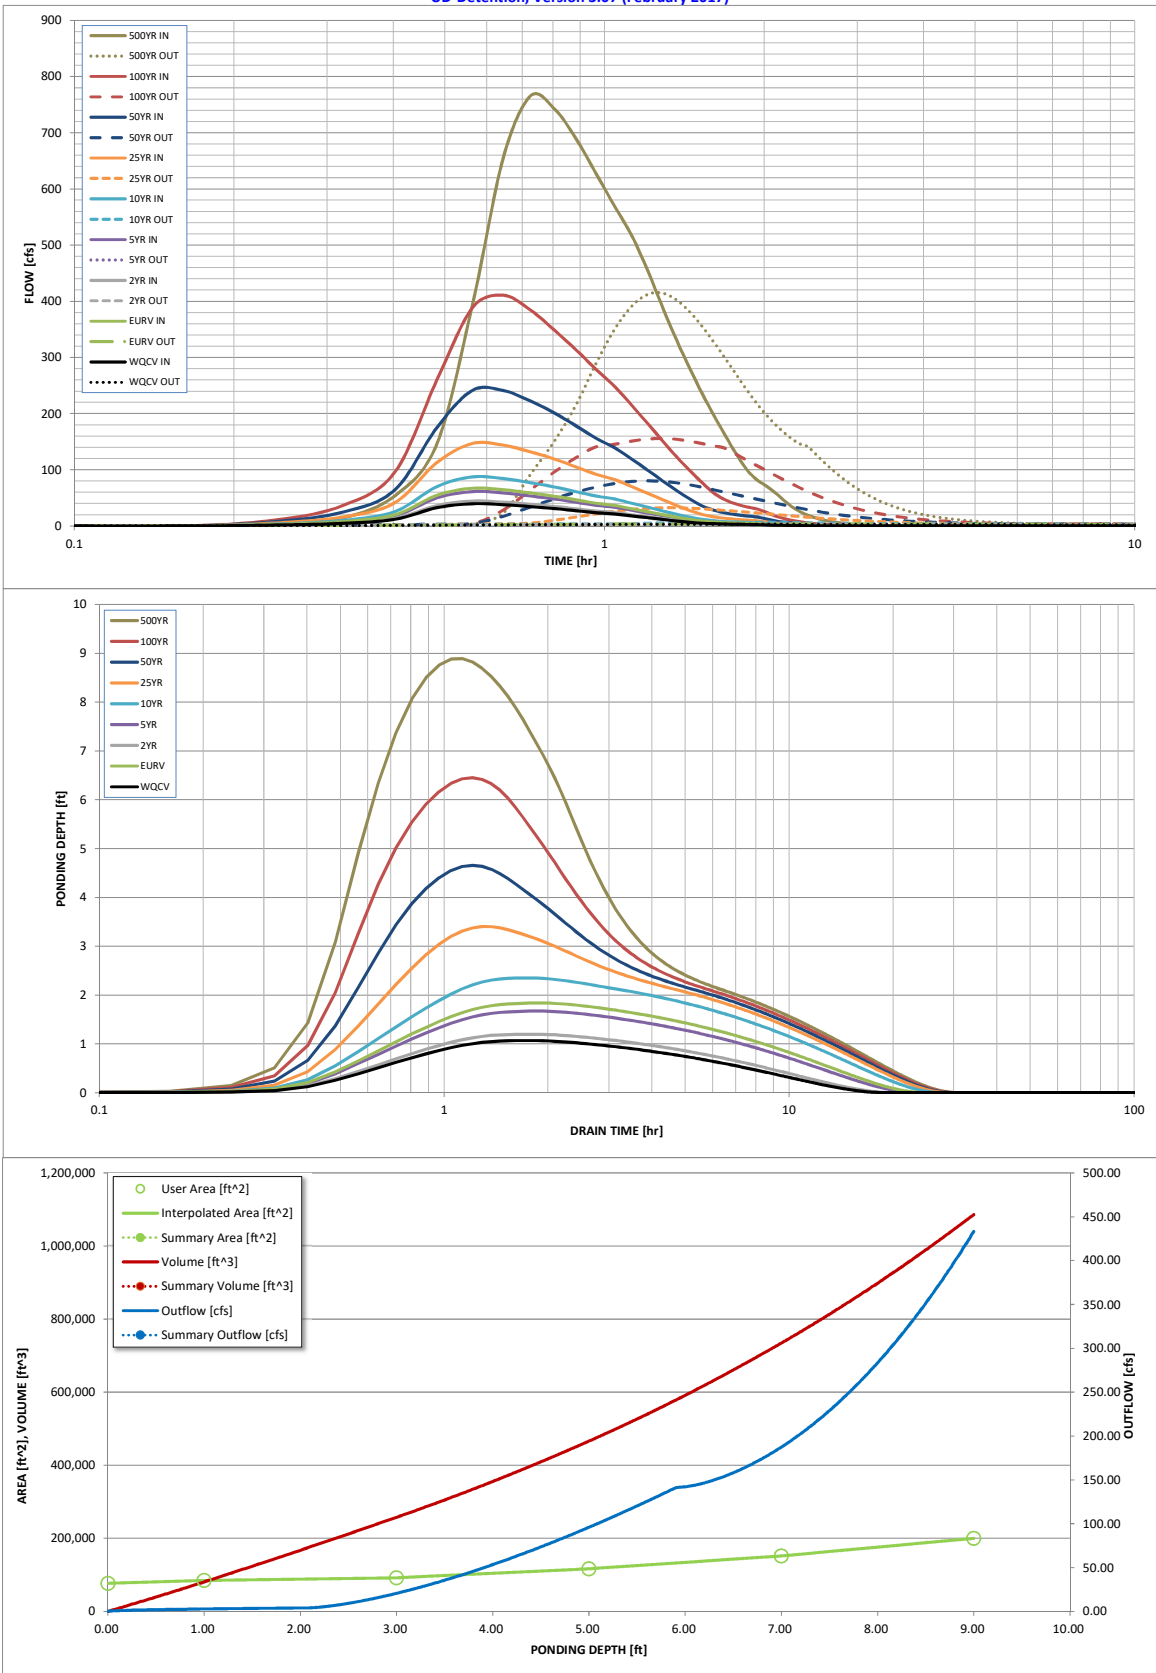 UD-Detention, Version 3.07 (February 2017)
900
800
700
600
500
400
300
200
100
0
FLOW [cfs]
500YR IN
500YR OUT
100YR IN
100YR OUT
50YR IN
50YR OUT
25YR IN
25YR OUT
10YR IN
10YR OUT
5YR IN
5YR OUT
2YR IN
2YR OUT
EURV IN
EURV OUT
WQCV IN
WQCV OUT
0.1
1
10
TIME [hr]
10
9
8
7
6
5
4
3
2
1
0
PONDING DEPTH [ft]
500YR
100YR
50YR
25YR
10YR
5YR
2YR
EURV
WQCV
0.1
1
10
100
DRAIN TIME [hr]
1,200,000
1,000,000
800,000
600,000
400,000
200,000
0
AREA [ft^2], VOLUME [ft^3]
User Area [ft^2]
Interpolated Area [ft^2]
Summary Area [ft^2]
Volume [ft^3]
Summary Volume [ft^3]
Outflow [cfs]
Summary Outflow [cfs]
500.00
450.00
400.00
350.00
300.00
250.00
200.00
150.00
100.00
50.00
0.00
OUTFLOW [cfs]
0.00
1.00
2.00
3.00
4.00
5.00
6.00
7.00
8.00
9.00
10.00
PONDING DEPTH [ft]